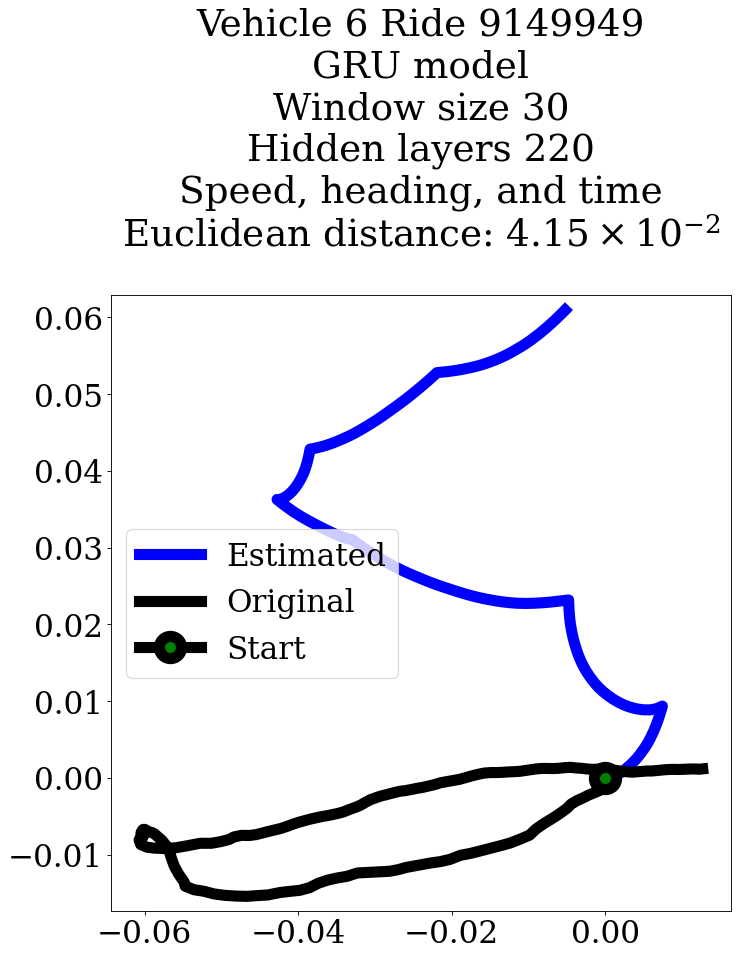 Vehicle 6 Ride 9149949
GRU model
Window size 30
Hidden layers 220
Speed, heading, and time
Euclidean distance: 4.15 × 10⁻²
0.06
0.05
0.04
0.03
0.02
0.01
0.00
−0.01
Estimated
Original
Start
−0.06 −0.04 −0.02 0.00